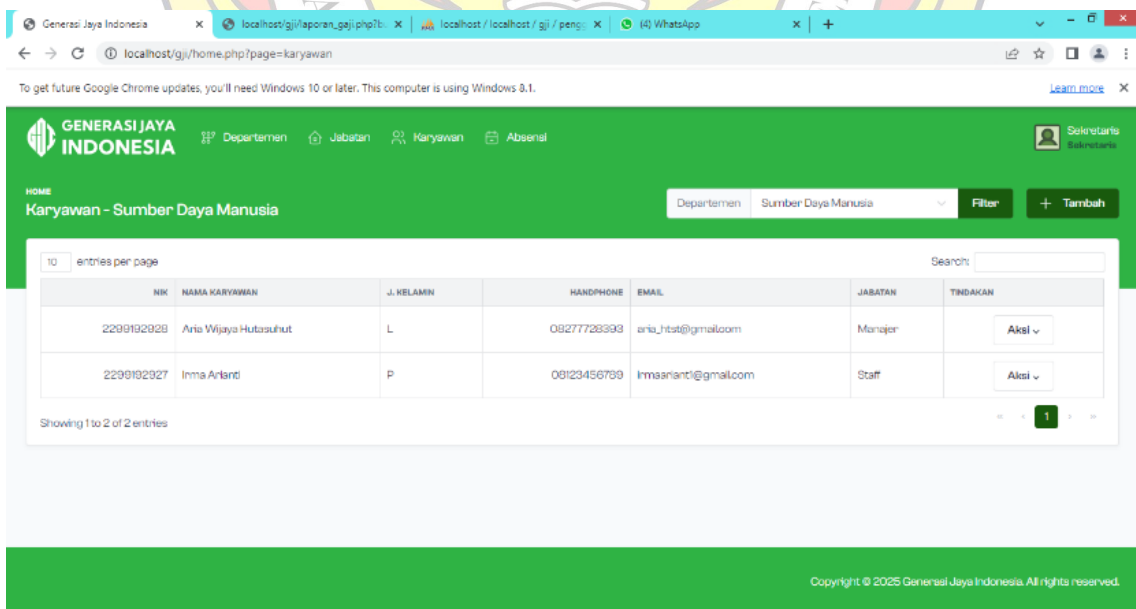 Generasi Jaya Indonesia
localhost/gji/laporan_gaji.php?b
localhost / localhost / gji / pengg
(4) WhatsApp
localhost/gji/home.php?page=karyawan
To get future Google Chrome updates, you'll need Windows 10 or later. This computer is using Windows 8.1.
Learn more
GENERASI JAYA
INDONESIA
Departemen
Jabatan
Karyawan
Absensi
Sekretaris
Sekretaris
HOME
Karyawan - Sumber Daya Manusia
Departemen Sumber Daya Manusia Filter + Tambah
10 entries per page
Search:
NIK NAMA KARYAWAN J. KELAMIN HANDPHONE EMAIL JABATAN TINDAKAN
2299192928 Aria Wijaya Hutasuhut L 08277728393 aria_htst@gmail.com Manajer Aksi
2299192927 Irma Arianti P 08123456789 irmaarianti@gmail.com Staff Aksi
Showing 1 to 2 of 2 entries
« ‹ 1 › »
Copyright © 2025 Generasi Jaya Indonesia. All rights reserved.